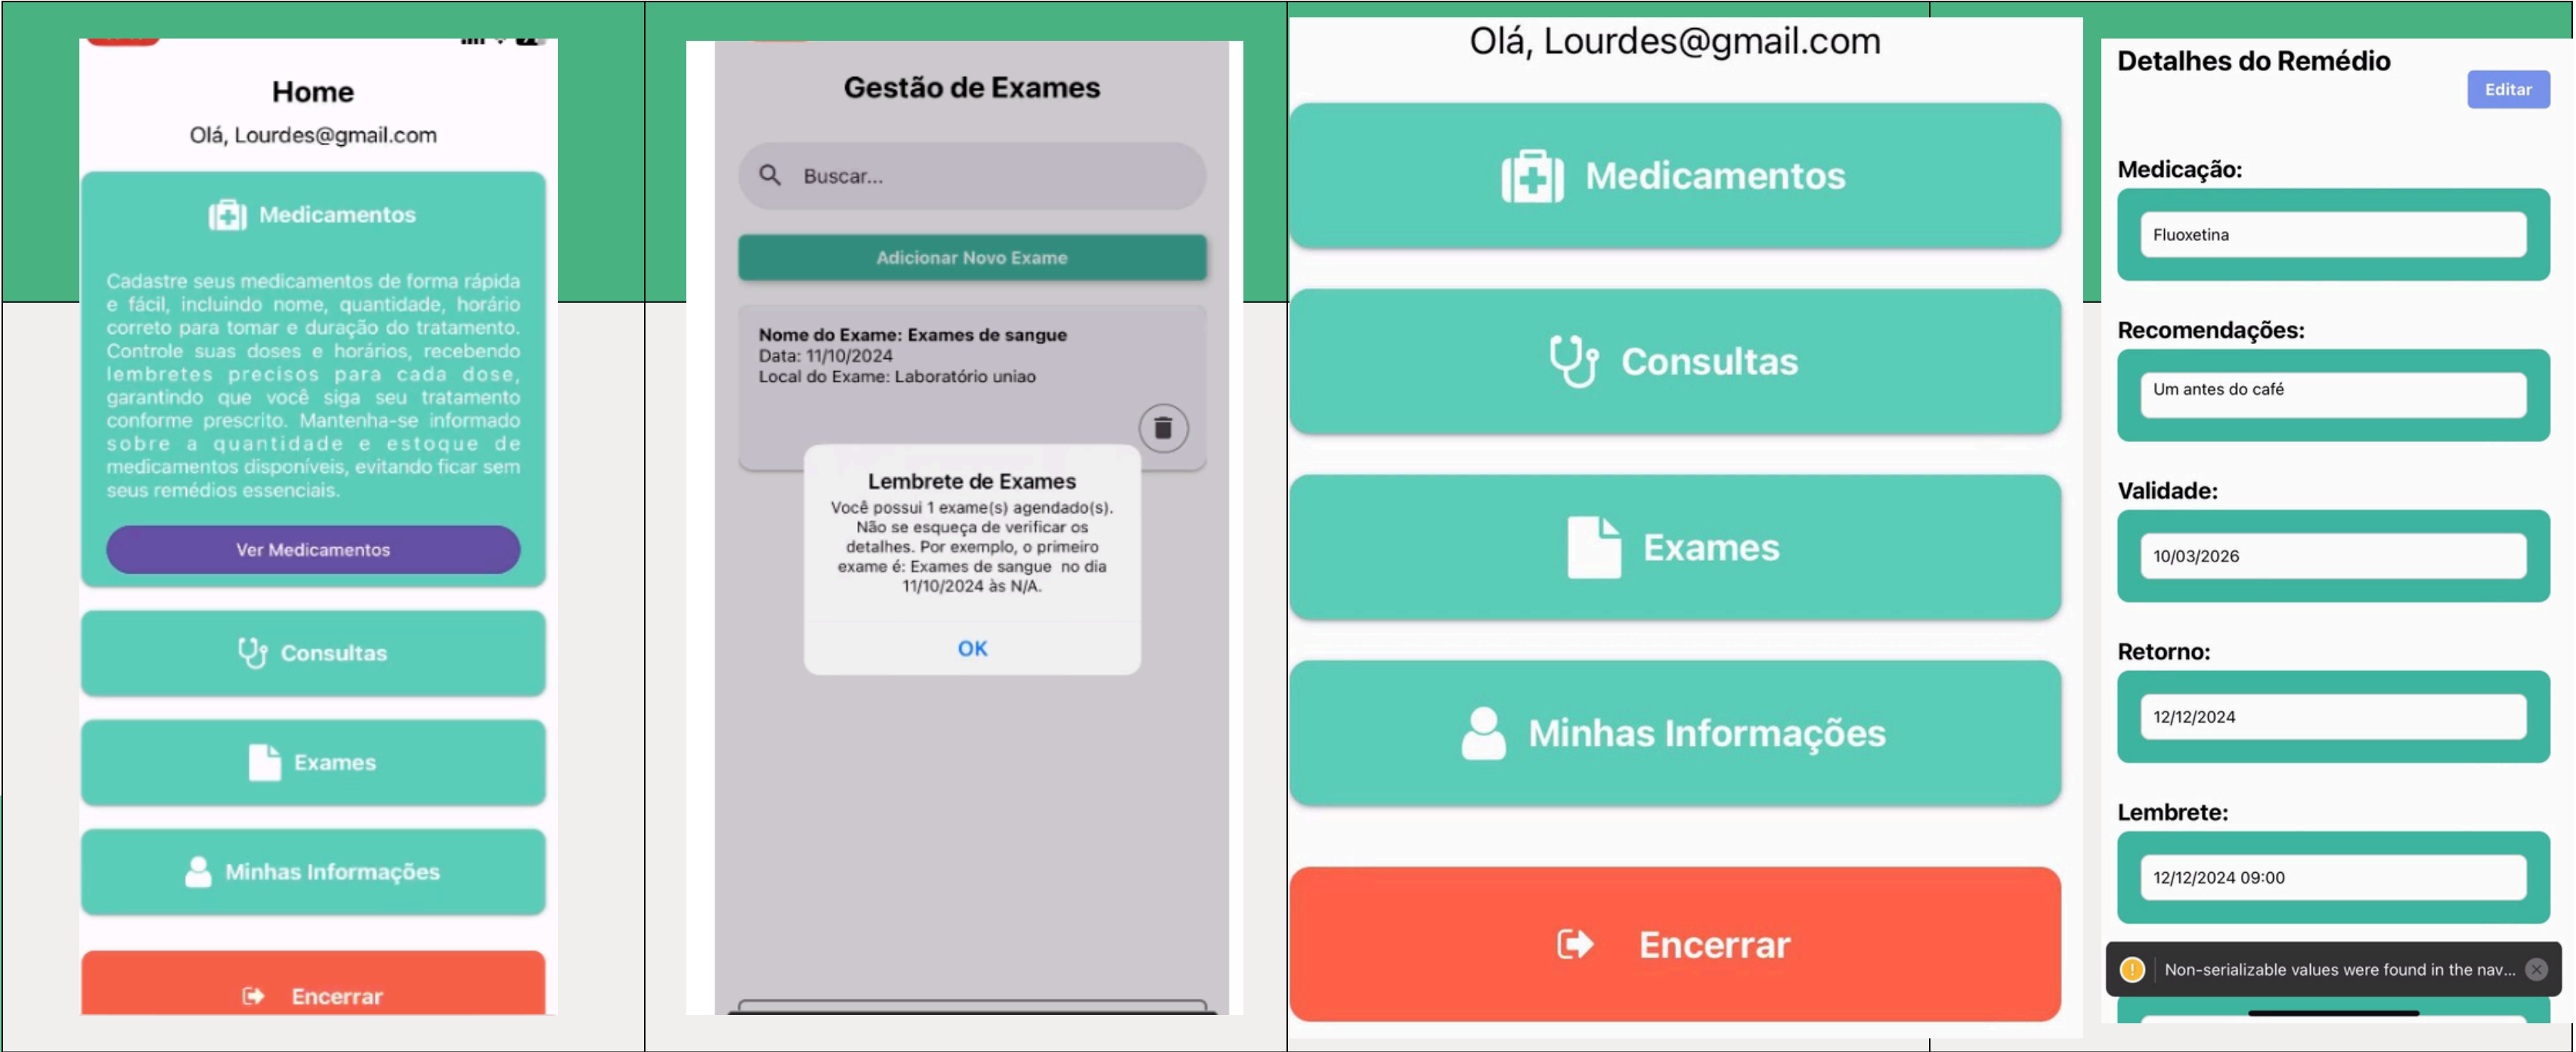 Home
Olá, Lourdes@gmail.com
Medicamentos
Cadastre seus medicamentos de forma rápida
e fácil, incluindo nome, quantidade, horário
correto para tomar e duração do tratamento.
Controle suas doses e horários, recebendo
lembretes precisos para cada dose,
garantindo que você siga seu tratamento
conforme prescrito. Mantenha-se informado
sobre a quantidade e estoque de
medicamentos disponíveis, evitando ficar sem
seus remédios essenciais.
Ver Medicamentos
Consultas
Exames
Minhas Informações
Encerrar
Gestão de Exames
Buscar...
Adicionar Novo Exame
Nome do Exame: Exames de sangue
Data: 11/10/2024
Local do Exame: Laboratório uniao
Lembrete de Exames
Você possui 1 exame(s) agendado(s).
Não se esqueça de verificar os
detalhes. Por exemplo, o primeiro
exame é: Exames de sangue no dia
11/10/2024 às N/A.
OK
Olá, Lourdes@gmail.com
Medicamentos
Consultas
Exames
Minhas Informações
Encerrar
Detalhes do Remédio
Editar
Medicação:
Fluoxetina
Recomendações:
Um antes do café
Validade:
10/03/2026
Retorno:
12/12/2024
Lembrete:
12/12/2024 09:00
Non-serializable values were found in the nav...